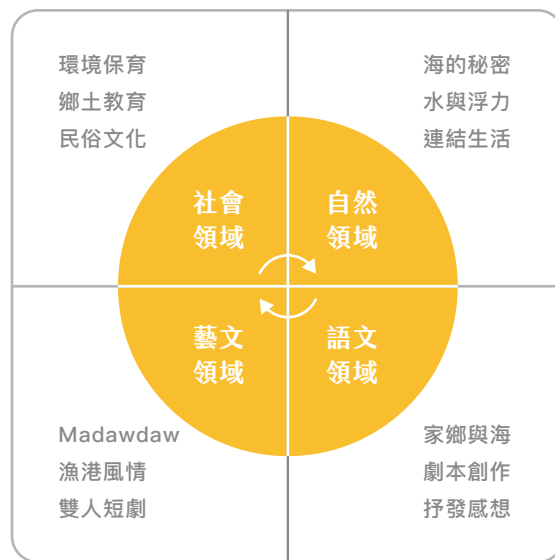 環境保育
鄉土教育
民俗文化
海的秘密
水與浮力
連結生活
社會
領域
自然
領域
藝文
領域
語文
領域
Madawdaw
漁港風情
雙人短劇
家鄉與海
劇本創作
抒發感想